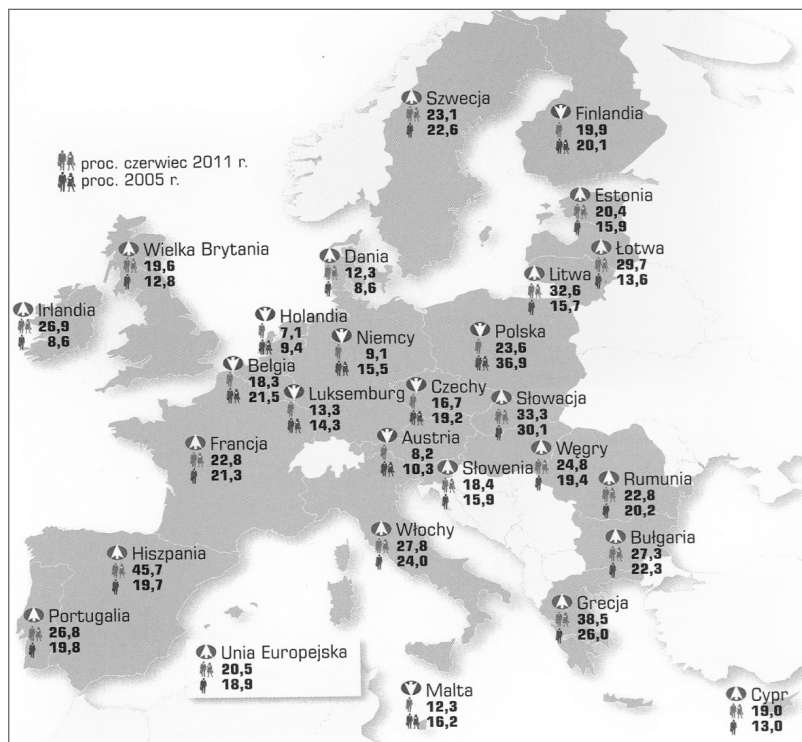 Szwecja
23,1
22,6
Finlandia
19,9
20,1
proc. czerwiec 2011 r.
proc. 2005 r.
Estonia
20,4
15,9
Łotwa
29,7
13,6
Litwa
32,6
15,7
Wielka Brytania
19,6
12,8
Dania
12,3
8,6
Irlandia
26,9
8,6
Holandia
7,1
9,4
Niemcy
9,1
15,5
Polska
23,6
36,9
Belgia
18,3
21,5
Luksemburg
13,3
14,3
Czechy
16,7
19,2
Słowacja
33,3
30,1
Francja
22,8
21,3
Austria
8,2
10,3
Słowenia
18,4
15,9
Węgry
24,8
19,4
Rumunia
22,8
20,2
Włochy
27,8
24,0
Bułgaria
27,3
22,3
Hiszpania
45,7
19,7
Portugalia
26,8
19,8
Grecja
38,5
26,0
Unia Europejska
20,5
18,9
Malta
12,3
16,2
Cypr
19,0
13,0